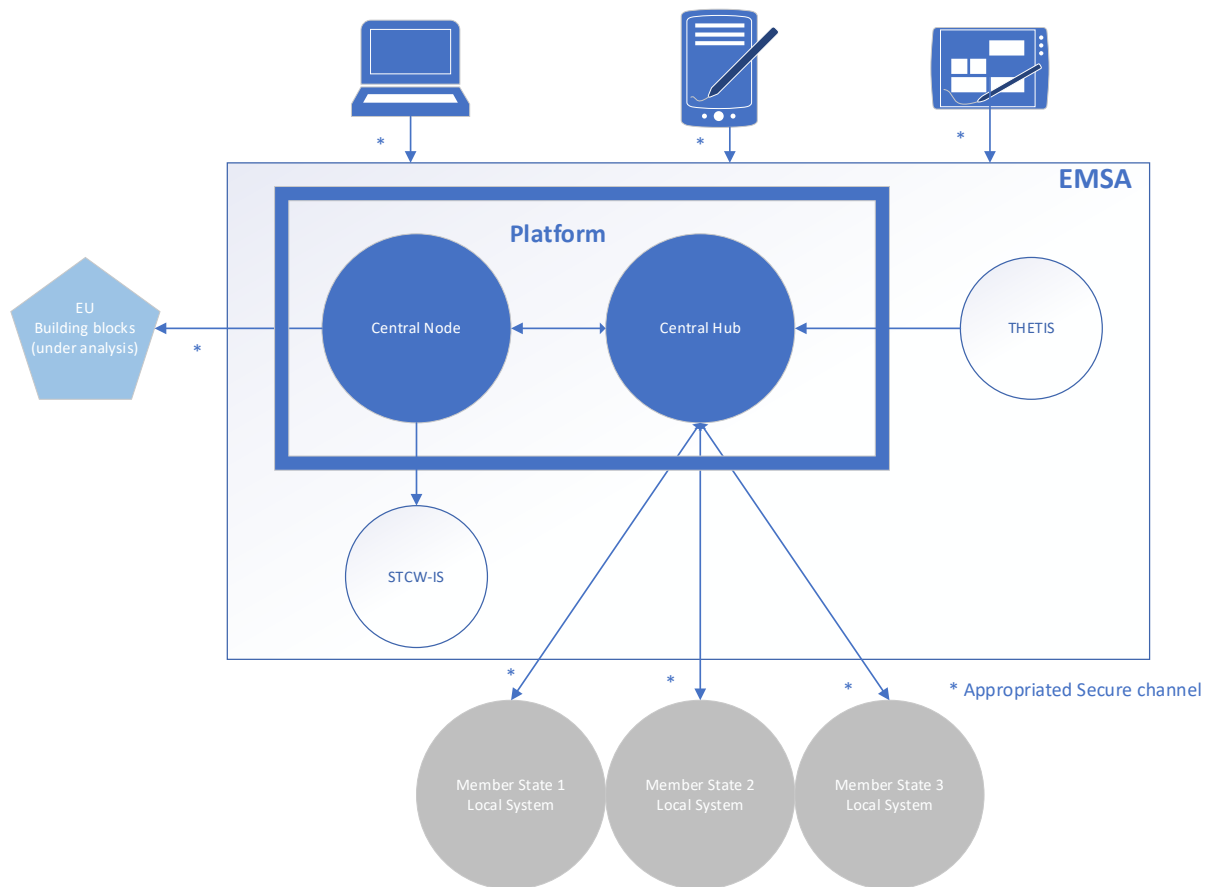 *
*
*
EMSA
Platform
EU
Building blocks
(under analysis)
*
Central Node
Central Hub
THETIS
STCW-IS
*
*
*
* Appropriated Secure channel
Member State 1
Local System
Member State 2
Local System
Member State 3
Local System